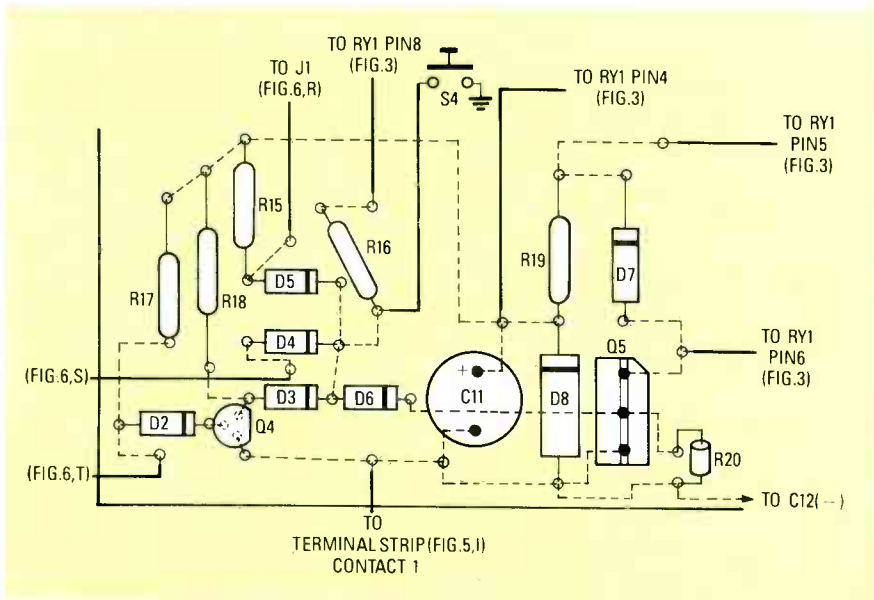 TO RY1 PIN8
(FIG.3)
TO J1
(FIG.6,R)
S4
TO RY1 PIN4
(FIG.3)
TO RY1
PIN5
(FIG.3)
R15
R16
R17
R18
D5
R19
D7
D4
(FIG.6,S)
Q5
TO RY1
PIN6
(FIG.3)
+
C11
D8
D3
D6
D2
Q4
R20
(FIG.6,T)
TO C12(−)
TO
TERMINAL STRIP(FIG.5,I)
CONTACT 1